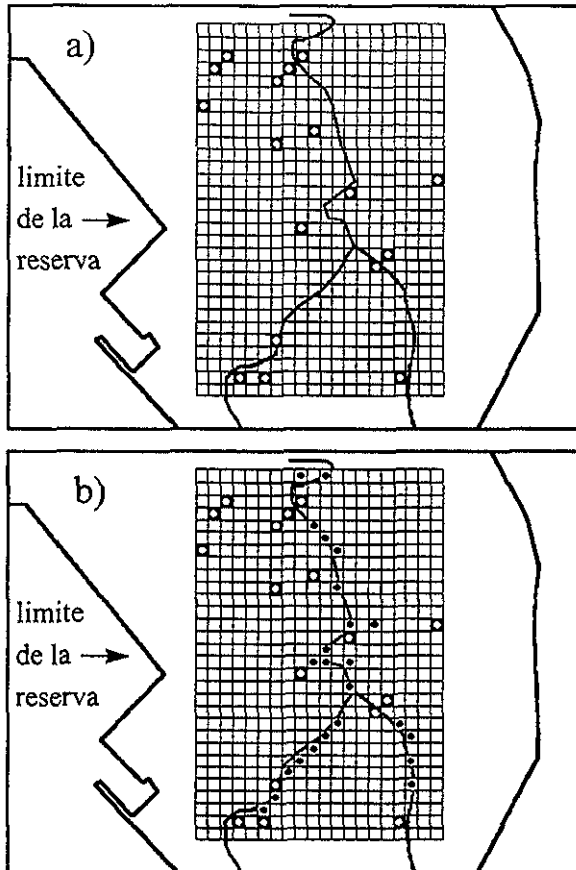 a)
limite
de la
reserva
b)
limite
de la
reserva